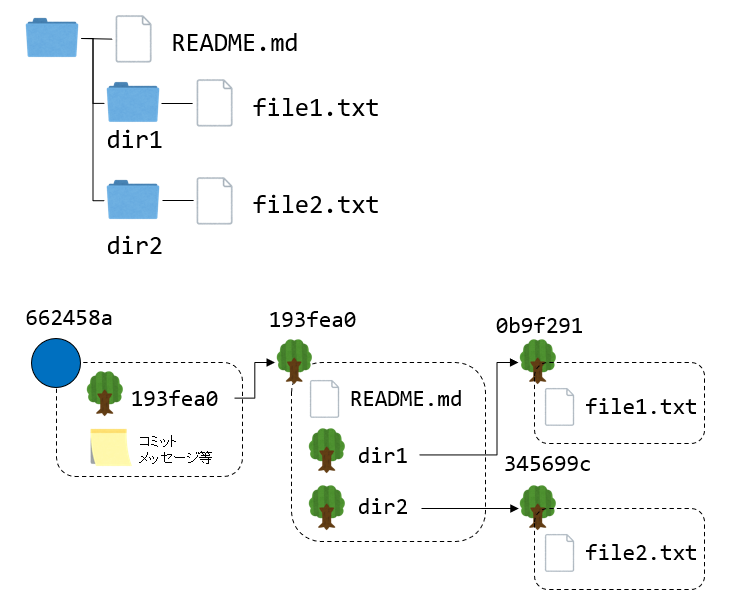 README.md
file1.txt
dir1
file2.txt
dir2
662458a
193fea0
コミット
メッセージ等
193fea0
README.md
dir1
dir2
0b9f291
file1.txt
345699c
file2.txt